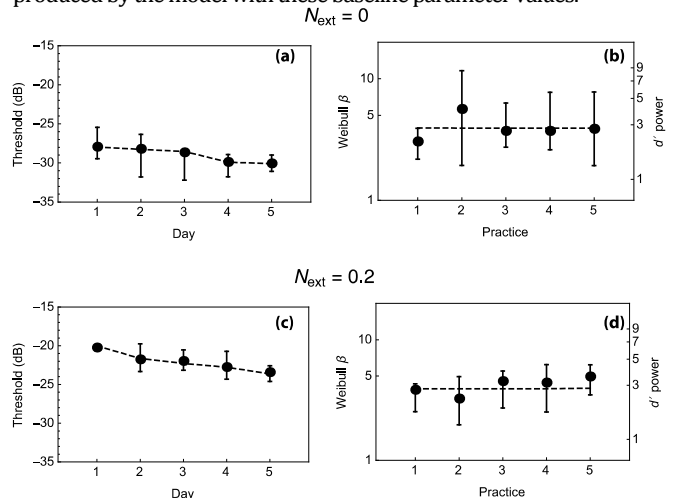 produced by the model with these baseline parameter values.
N_ext = 0
(a)
−15
−20
−25
−30
−35
Threshold (dB)
1 2 3 4 5
Day
(b)
10
5
1
Weibull β
9
7
5
3
1
d′ power
1 2 3 4 5
Practice
N_ext = 0.2
(c)
−15
−20
−25
−30
−35
Threshold (dB)
1 2 3 4 5
Day
(d)
10
5
1
Weibull β
9
7
5
3
1
d′ power
1 2 3 4 5
Practice